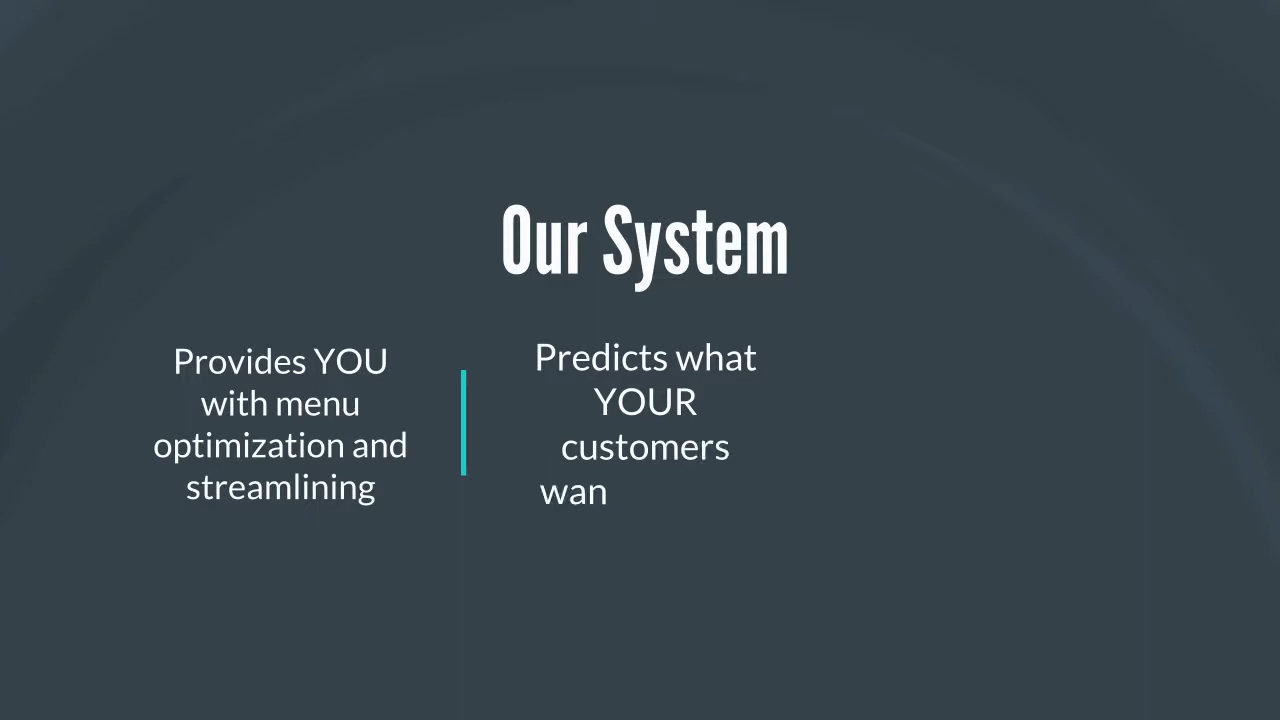 Our System
Provides YOU
with menu
optimization and
streamlining
Predicts what
YOUR
customers
wan